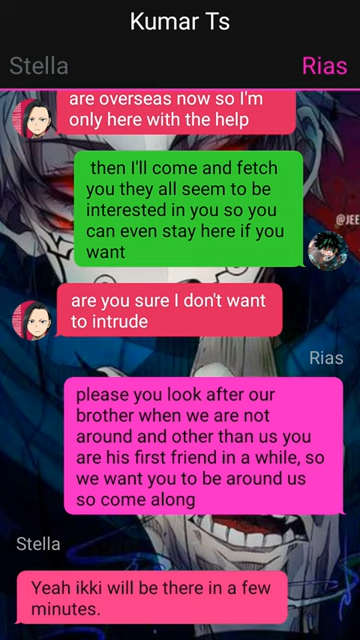 Kumar Ts
Stella
Rias
are overseas now so I'm
only here with the help
then I'll come and fetch
you they all seem to be
interested in you so you
can even stay here if you
want
@JEE
are you sure I don't want
to intrude
Rias
please you look after our
brother when we are not
around and other than us you
are his first friend in a while, so
we want you to be around us
so come along
Stella
Yeah ikki will be there in a few
minutes.